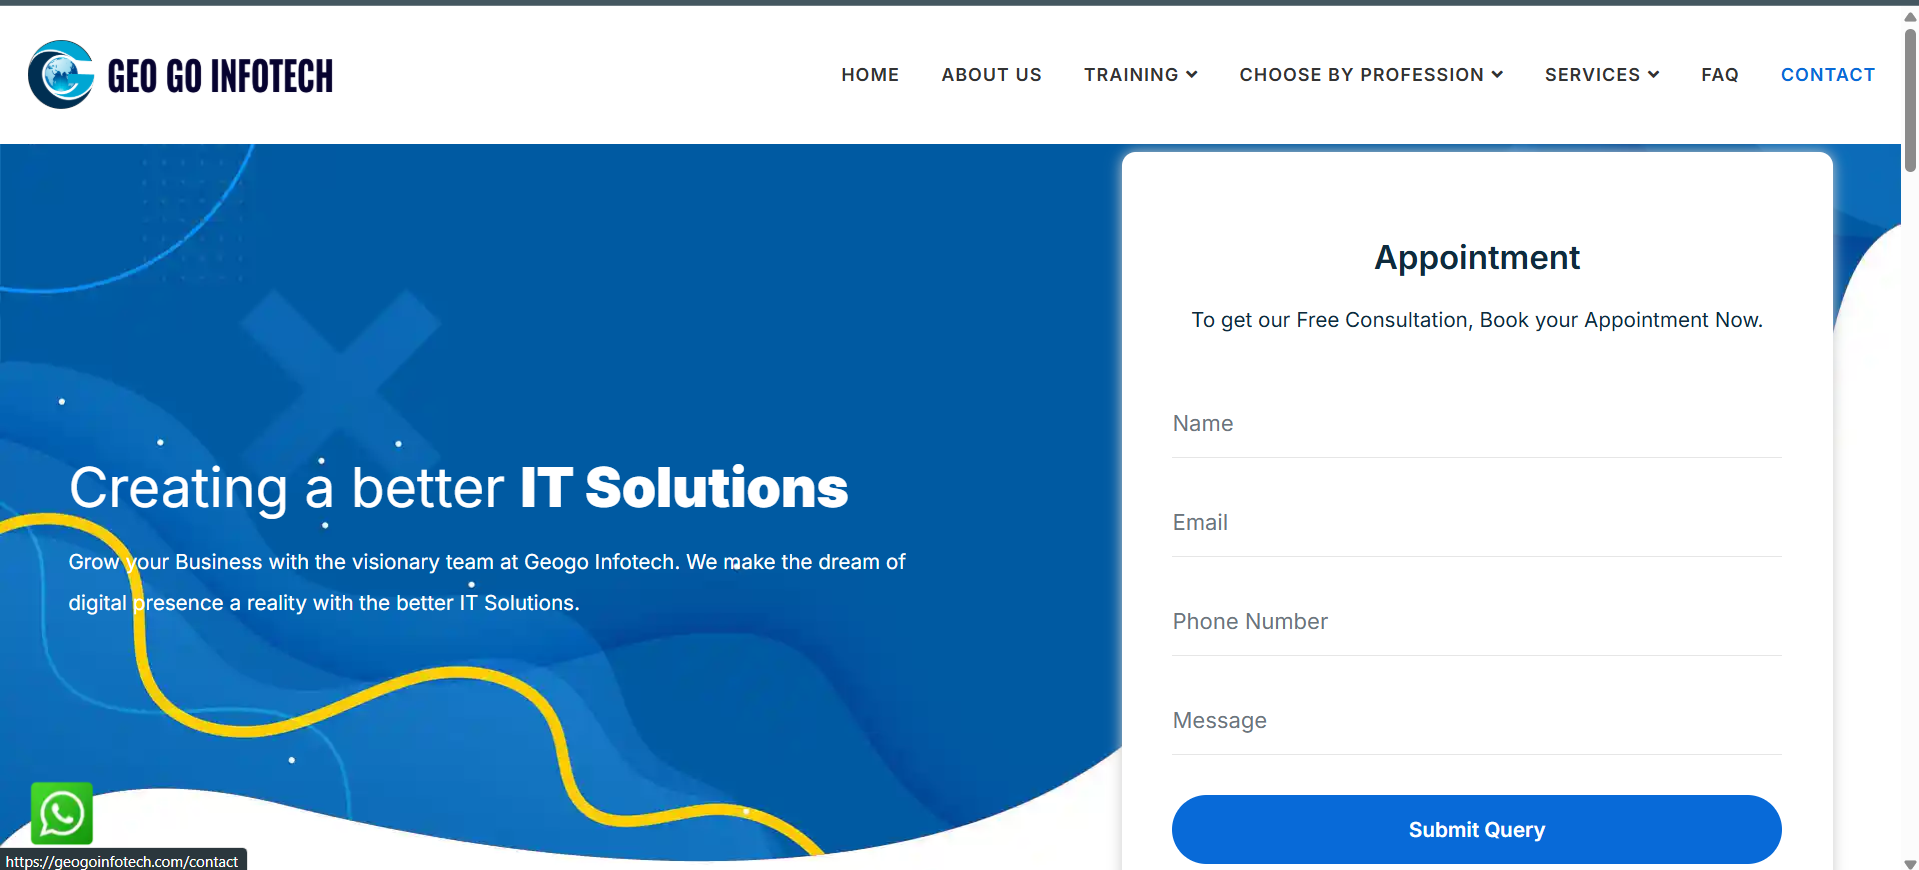 GEO GO INFOTECH
HOME ABOUT US TRAINING CHOOSE BY PROFESSION SERVICES FAQ CONTACT
Creating a better IT Solutions
Grow your Business with the visionary team at Geogo Infotech. We make the dream of
digital presence a reality with the better IT Solutions.
Appointment
To get our Free Consultation, Book your Appointment Now.
Name
Email
Phone Number
Message
Submit Query
https://geogoinfotech.com/contact